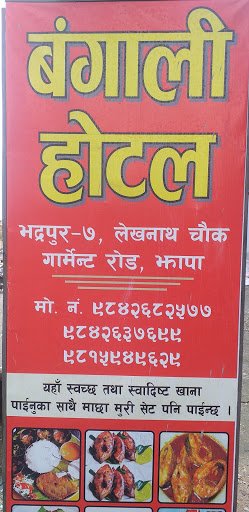 बंगाली
होटल
भद्रपुर-७, लेखनाथ चौक
गार्मेन्ट रोड, झापा
मो. नं. ९८४२६८२५७७
९८४२६३७६९९
९८१५९४९६२९
यहाँ स्वच्छ तथा स्वादिष्ट खाना
पाईनुका साथै माछा मुरी सेट पनि पाईन्छ ।